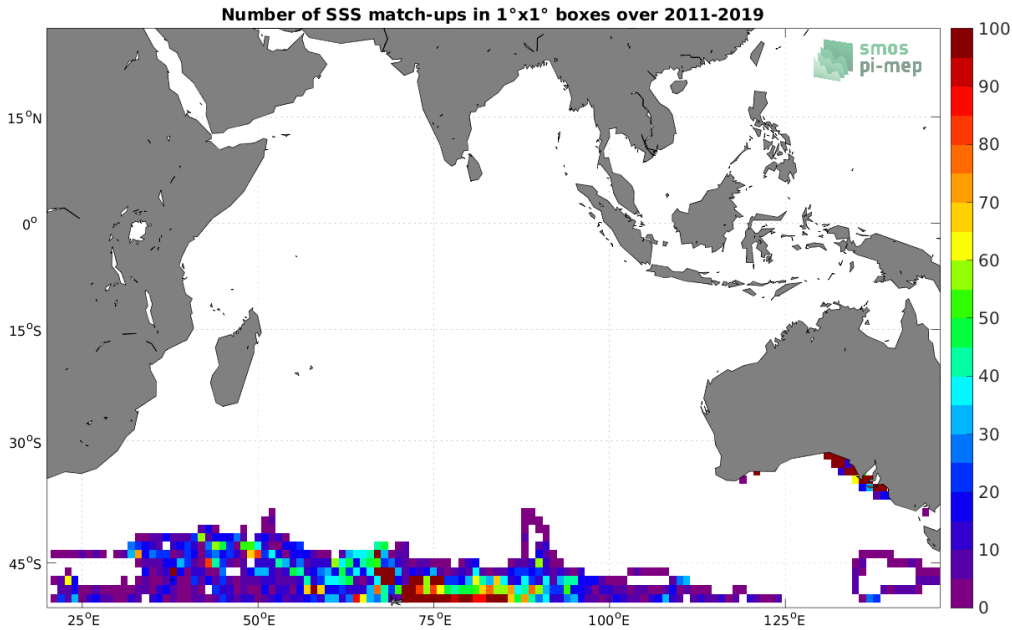 Number of SSS match-ups in 1°x1° boxes over 2011-2019
smos
pi-mep
100
90
80
70
60
50
40
30
20
10
0
15°N
0°
15°S
30°S
45°S
25°E
50°E
75°E
100°E
125°E